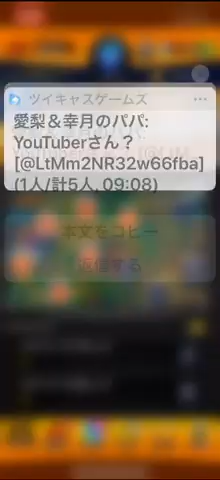 ツイキャスゲームズ
愛梨&幸月のパパ:
YouTuberさん?
[@LtMm2NR32w66fba]
(1人/計5人, 09:08)
本文をコピー
返信する